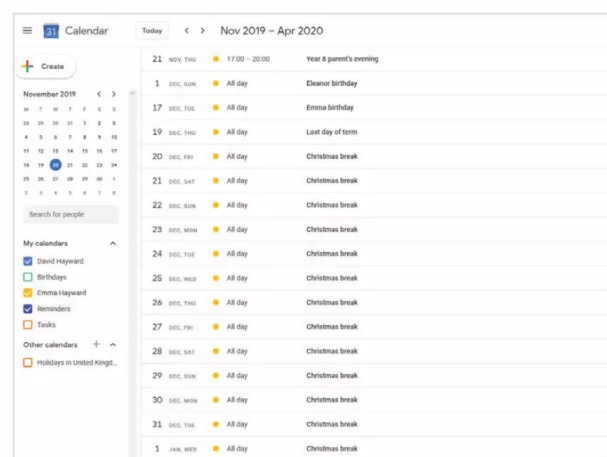 31 Calendar Today < > Nov 2019 – Apr 2020
Create
November 2019 < >
M T W T F S S
28 29 30 31 1 2 3
4 5 6 7 8 9 10
11 12 13 14 15 16 17
18 19 20 21 22 23 24
25 26 27 28 29 30 1
2 3 4 5 6 7 8
Search for people
My calendars
David Hayward
Birthdays
Emma Hayward
Reminders
Tasks
Other calendars +
Holidays in United Kingd...
21 NOV, THU 17:00 – 20:00 Year 8 parent's evening
1 DEC, SUN All day Eleanor birthday
17 DEC, TUE All day Emma birthday
19 DEC, THU All day Last day of term
20 DEC, FRI All day Christmas break
21 DEC, SAT All day Christmas break
22 DEC, SUN All day Christmas break
23 DEC, MON All day Christmas break
24 DEC, TUE All day Christmas break
25 DEC, WED All day Christmas break
26 DEC, THU All day Christmas break
27 DEC, FRI All day Christmas break
28 DEC, SAT All day Christmas break
29 DEC, SUN All day Christmas break
30 DEC, MON All day Christmas break
31 DEC, TUE All day Christmas break
1 JAN, WED All day Christmas break